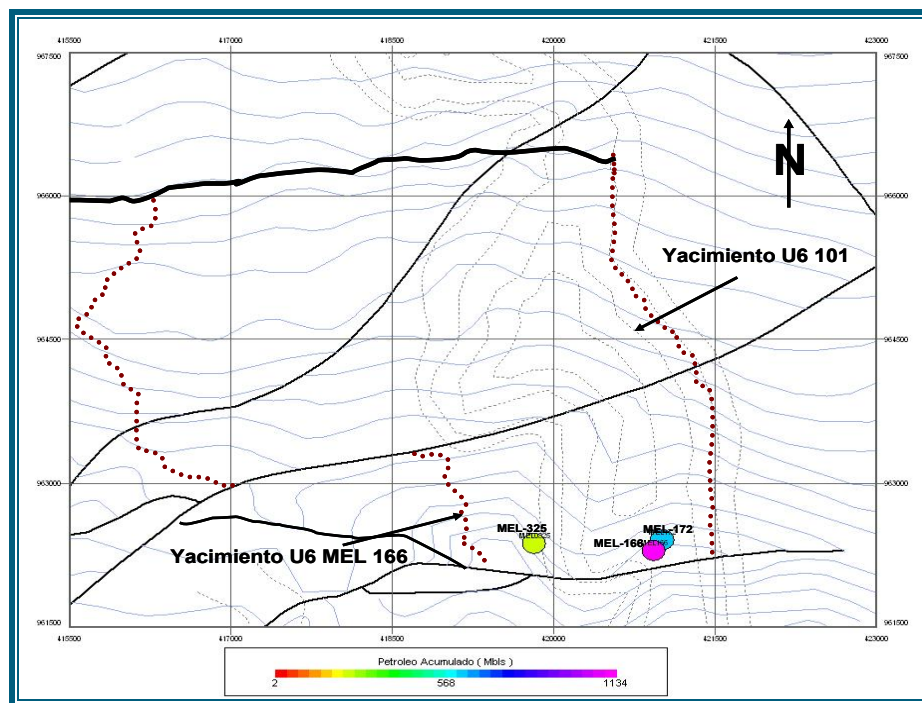 415500 417000 418500 420000 421500 423000
967500 967500
N
966000 966000
Yacimiento U6 101
964500 964500
963000 963000
MEL-325
MEL-172
MEL-166
Yacimiento U6 MEL 166
961500 961500
415500 417000 418500 420000 421500 423000
Petroleo Acumulado ( Mbls )
2 568 1134